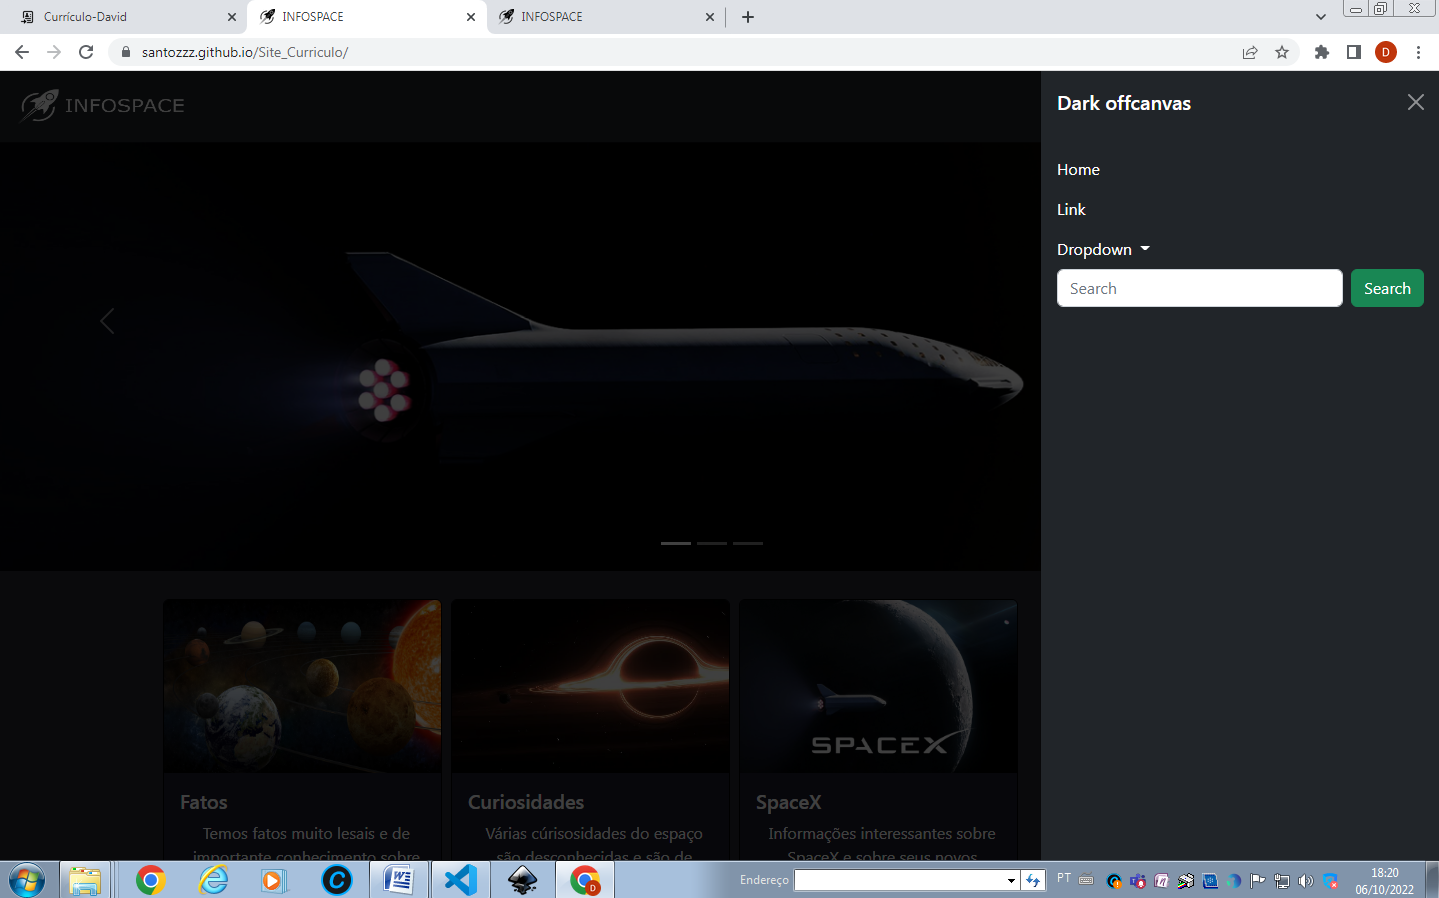 Currículo-David
INFOSPACE
INFOSPACE
santozzz.github.io/Site_Curriculo/
D
INFOSPACE
Dark offcanvas
Home
Link
Dropdown
Search
Search
SPACEX
Fatos
Temos fatos muito lesais e de
importante conhecimento sobre
Curiosidades
Várias cúrisosidades do espaço
são desconhecidas e são de
SpaceX
Informações interessantes sobre
SpaceX e sobre seus novos
Endereço
PT
18:20
06/10/2022